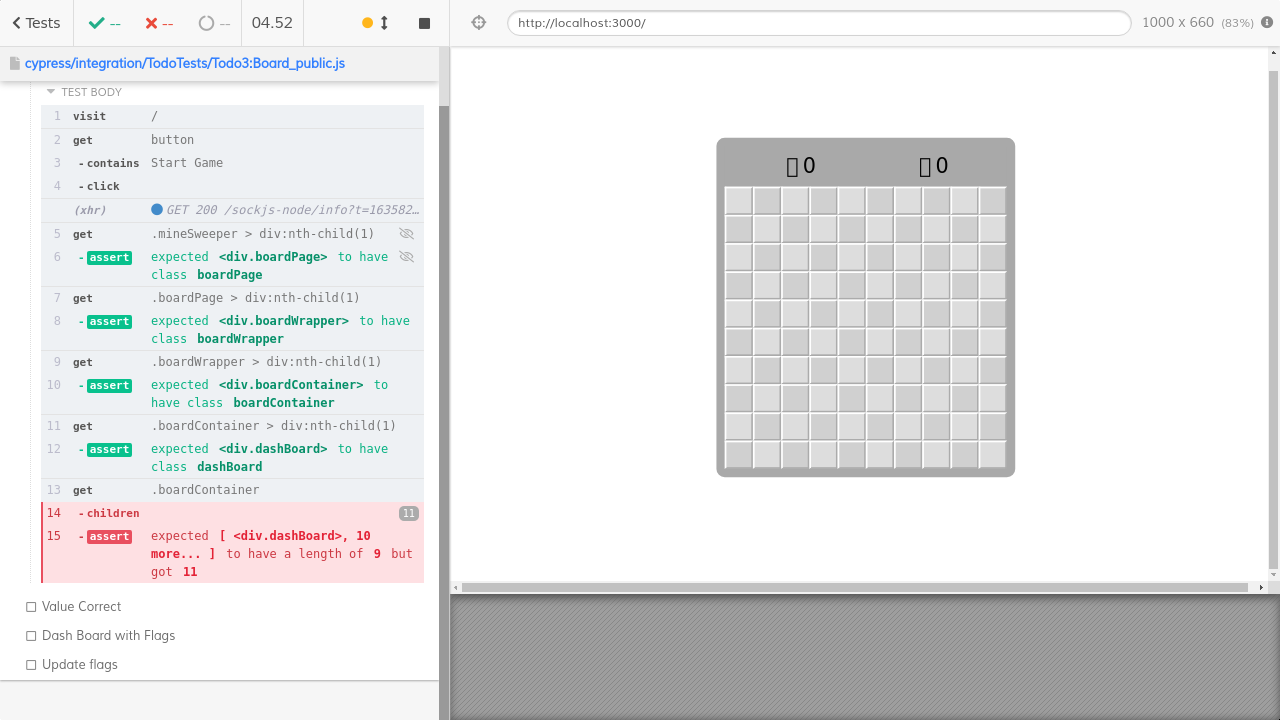 Tests
--
--
--
04.52
http://localhost:3000/
1000 x 660 (83%)
cypress/integration/TodoTests/Todo3:Board_public.js
TEST BODY
1 visit /
2 get button
3 - contains Start Game
4 - click
(xhr) GET 200 /sockjs-node/info?t=163582…
5 get .mineSweeper > div:nth-child(1)
6 - assert expected <div.boardPage> to have
class boardPage
7 get .boardPage > div:nth-child(1)
8 - assert expected <div.boardWrapper> to have
class boardWrapper
9 get .boardWrapper > div:nth-child(1)
10 - assert expected <div.boardContainer> to
have class boardContainer
11 get .boardContainer > div:nth-child(1)
12 - assert expected <div.dashBoard> to have
class dashBoard
13 get .boardContainer
14 - children 11
15 - assert expected [ <div.dashBoard>, 10
more... ] to have a length of 9 but
got 11
Value Correct
Dash Board with Flags
Update flags
0 0